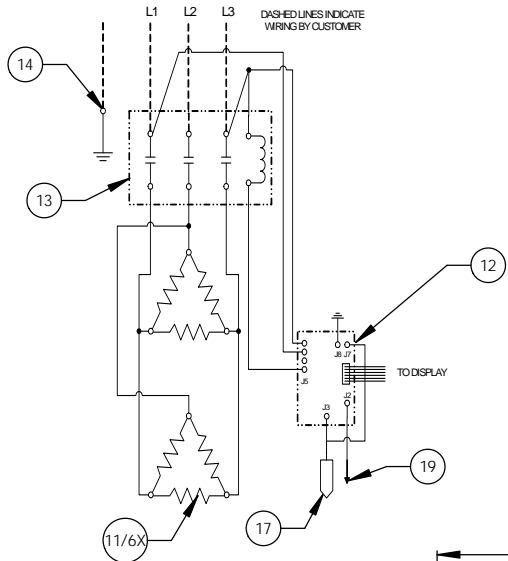 L1
L2
L3
DASHED LINES INDICATE
WIRING BY CUSTOMER
14
13
12
J8
J7
J5
TO DISPLAY
J2
J3
19
17
11/6X